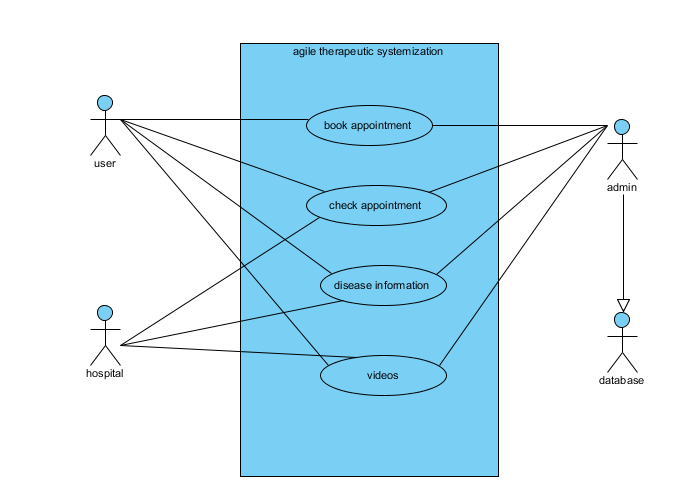 agile therapeutic systemization
book appointment
user
admin
check appointment
disease information
hospital
videos
database